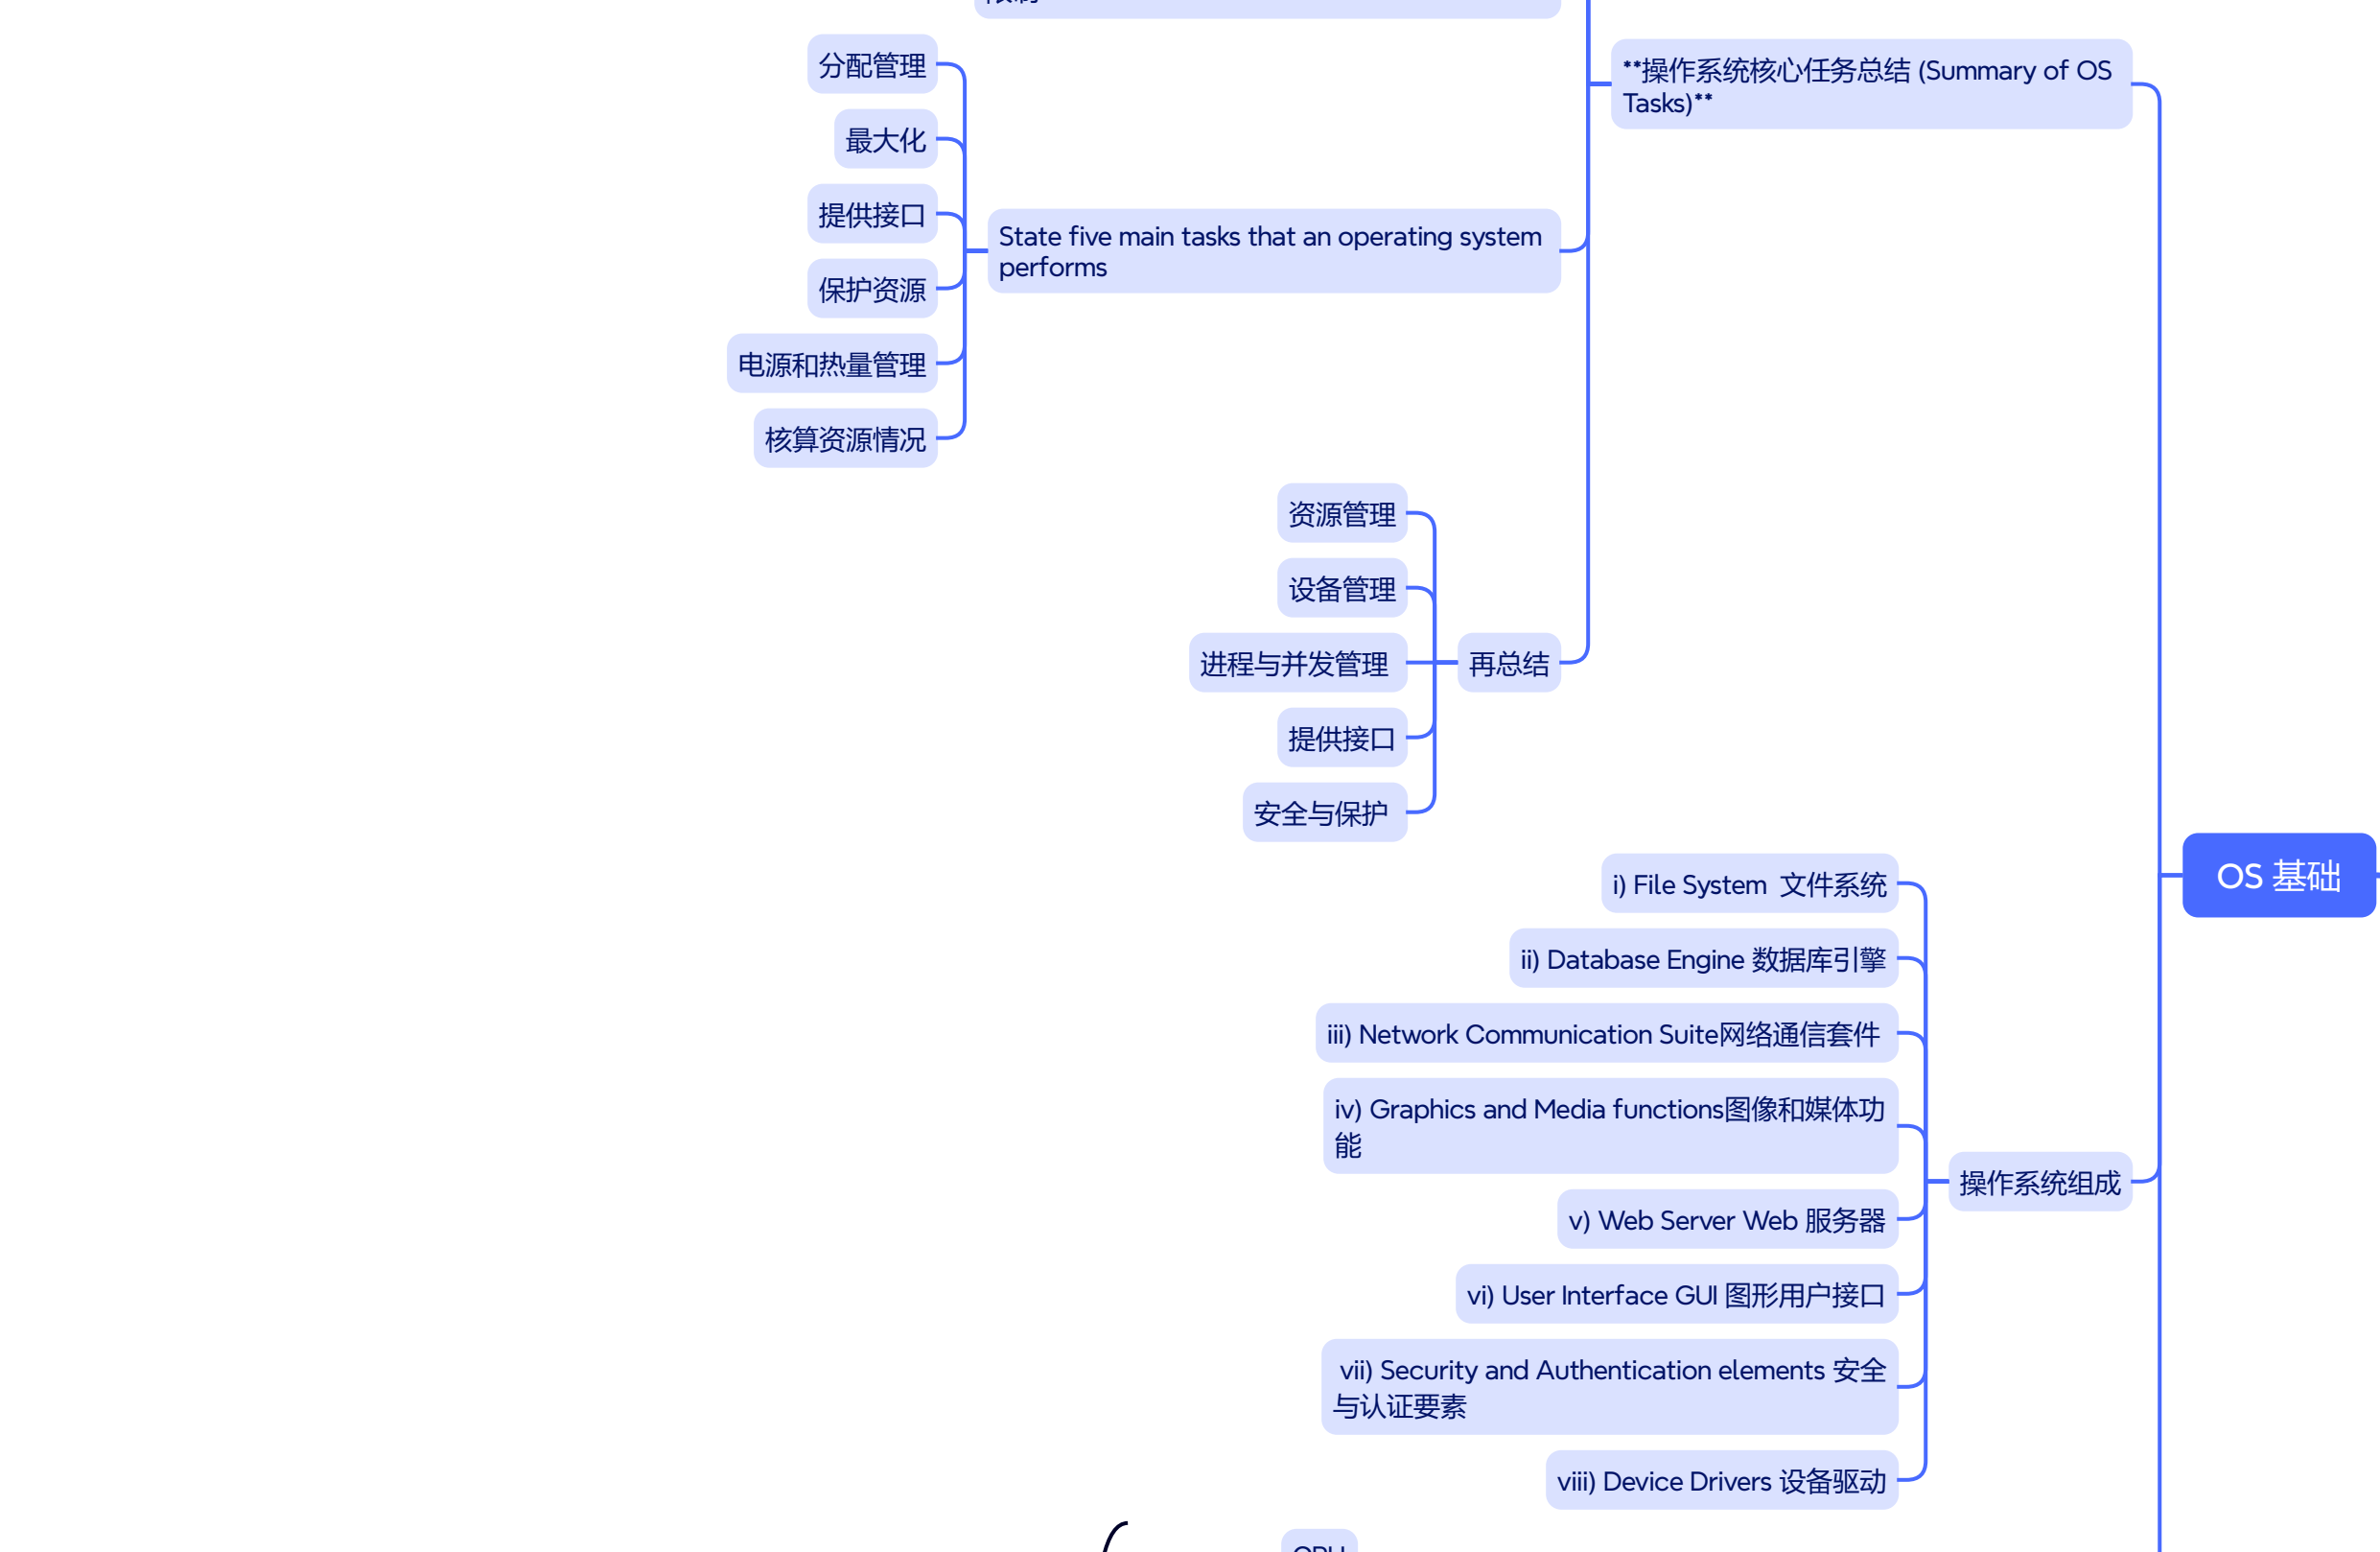 分配管理
最大化
提供接口
保护资源
电源和热量管理
核算资源情况
State five main tasks that an operating system
performs
**操作系统核心任务总结 (Summary of OS
Tasks)**
资源管理
设备管理
进程与并发管理
提供接口
安全与保护
再总结
i) File System 文件系统
ii) Database Engine 数据库引擎
iii) Network Communication Suite网络通信套件
iv) Graphics and Media functions图像和媒体功
能
v) Web Server Web 服务器
vi) User Interface GUI 图形用户接口
vii) Security and Authentication elements 安全
与认证要素
viii) Device Drivers 设备驱动
操作系统组成
OS 基础